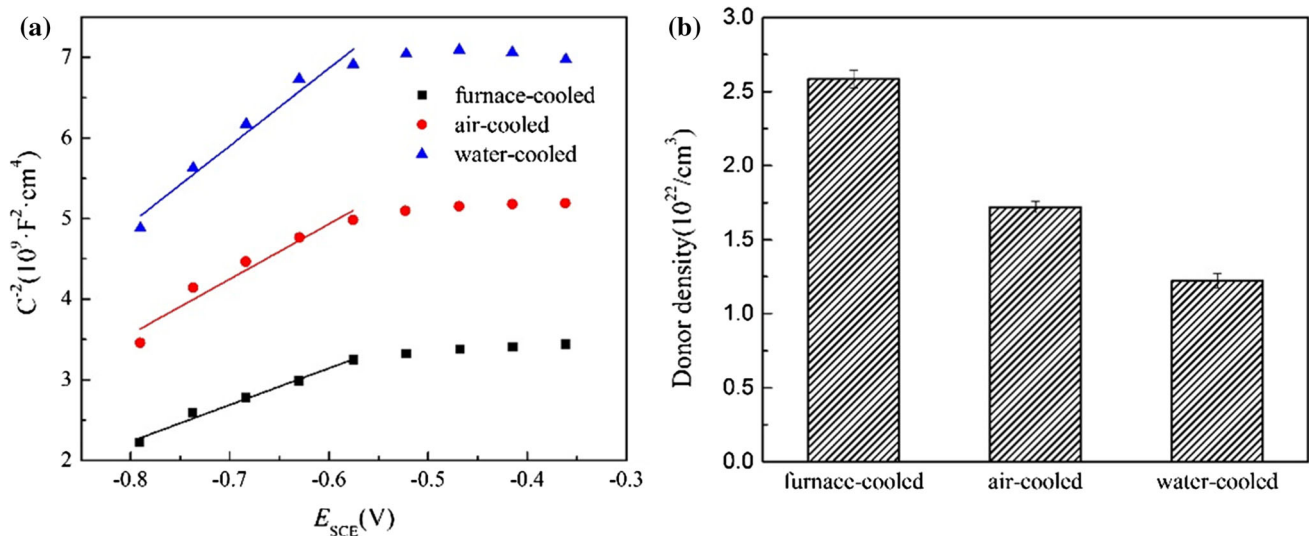 (a)
7
6
5
4
3
2
C⁻²(10⁹·F²·cm⁴)
furnace-cooled
air-cooled
water-cooled
-0.8 -0.7 -0.6 -0.5 -0.4 -0.3
E_SCE(V)
(b)
3.0
2.5
2.0
1.5
1.0
0.5
0.0
Donor density(10²²/cm³)
furnace-cooled air-cooled water-cooled